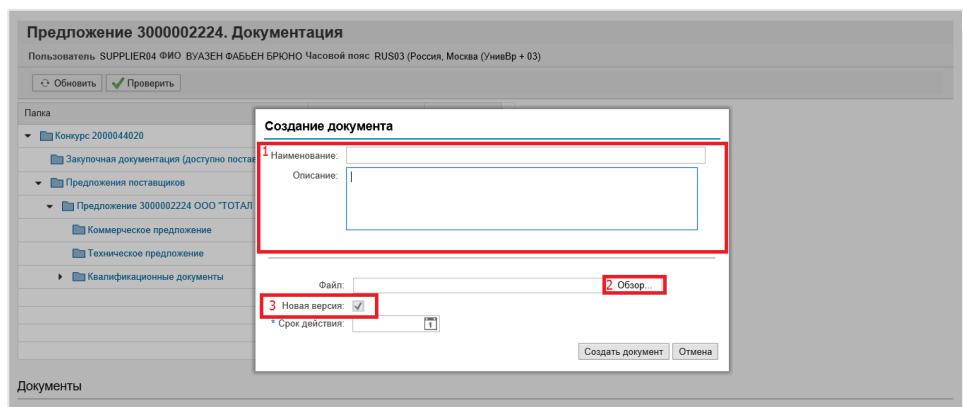 Предложение 3000002224. Документация
Пользователь SUPPLIER04 ФИО ВУАЗЕН ФАБЬЕН БРЮНО Часовой пояс RUS03 (Россия, Москва (УнивВр + 03)
Обновить Проверить
Папка
Конкурс 2000044020
Закупочная документация (доступно постав
Предложения поставщиков
Предложение 3000002224 ООО "ТОТАЛ
Коммерческое предложение
Техническое предложение
Квалификационные документы
Создание документа
1 Наименование:
Описание:
Файл: 2 Обзор...
3 Новая версия:
* Срок действия: 1
Создать документ Отмена
Документы